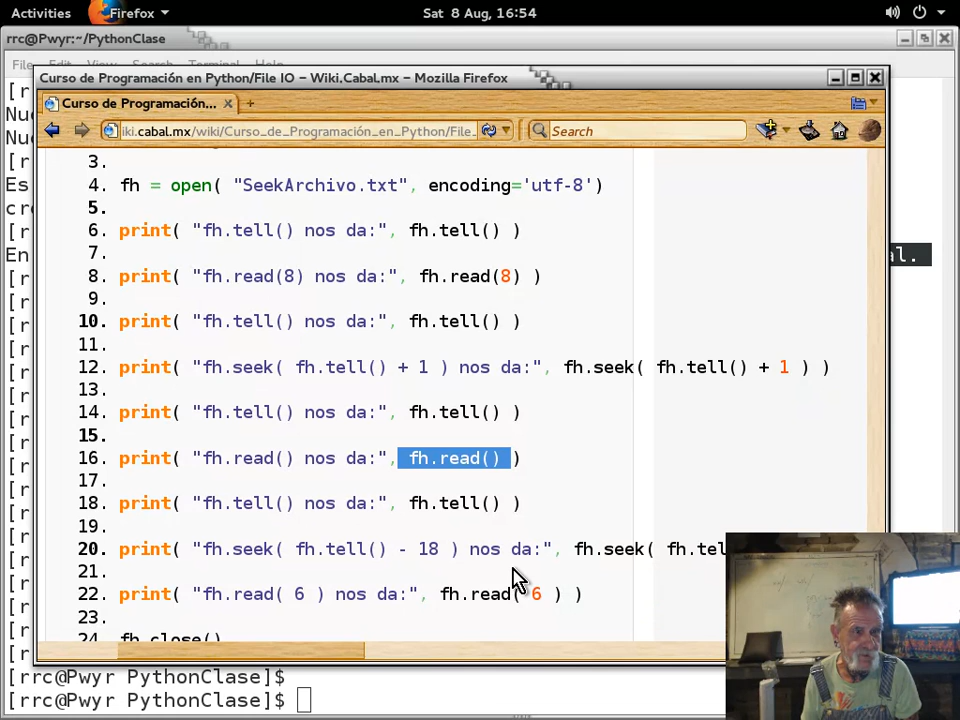 Activities Firefox Sat 8 Aug, 16:54
rrc@Pwyr:~/PythonClase
Curso de Programación en Python/File IO – Wiki.Cabal.mx – Mozilla Firefox
Curso de Programación...
iki.cabal.mx/wiki/Curso_de_Programación_en_Python/File_
Search
3.
4. fh = open( "SeekArchivo.txt", encoding='utf-8')
5.
6. print( "fh.tell() nos da:", fh.tell() )
7.
8. print( "fh.read(8) nos da:", fh.read(8) )
9.
10. print( "fh.tell() nos da:", fh.tell() )
11.
12. print( "fh.seek( fh.tell() + 1 ) nos da:", fh.seek( fh.tell() + 1 ) )
13.
14. print( "fh.tell() nos da:", fh.tell() )
15.
16. print( "fh.read() nos da:", fh.read() )
17.
18. print( "fh.tell() nos da:", fh.tell() )
19.
20. print( "fh.seek( fh.tell() - 18 ) nos da:", fh.seek( fh.tel
21.
22. print( "fh.read( 6 ) nos da:", fh.read( 6 ) )
23.
24. fh.close()
[rrc@Pwyr PythonClase]$
[rrc@Pwyr PythonClase]$